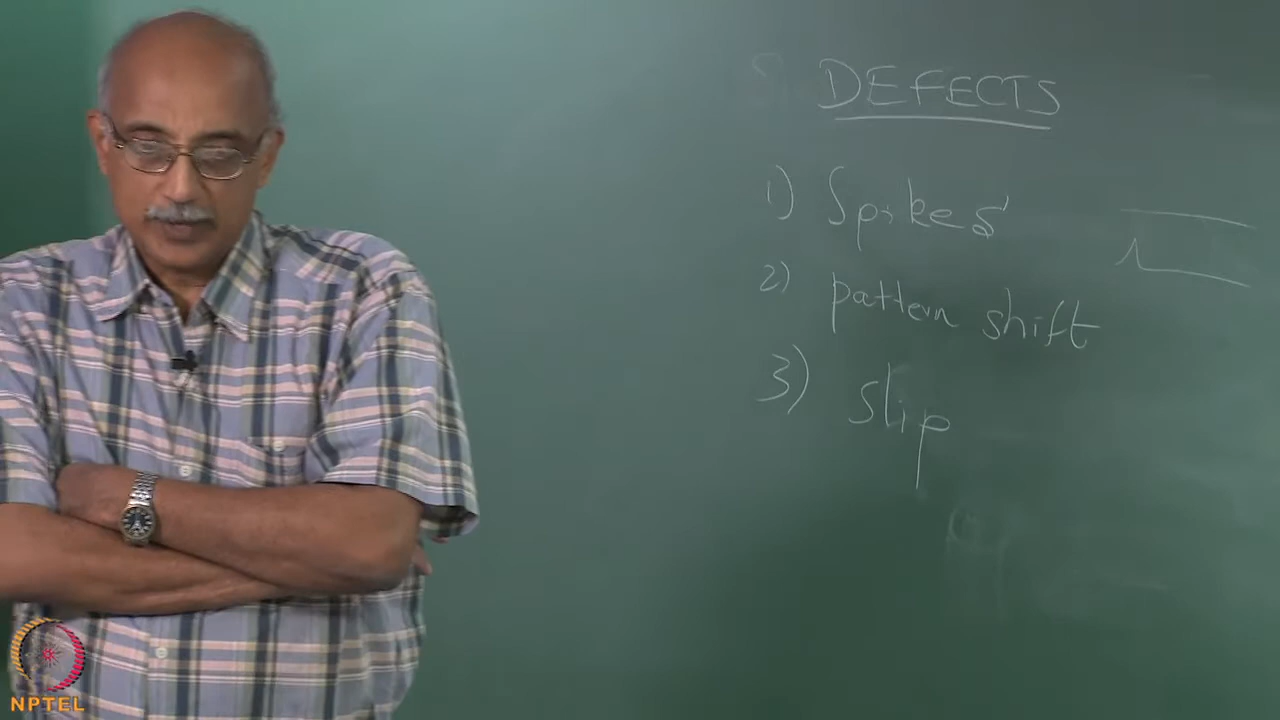 DEFECTS
1) Spikes
2) pattern shift
3) slip
NPTEL